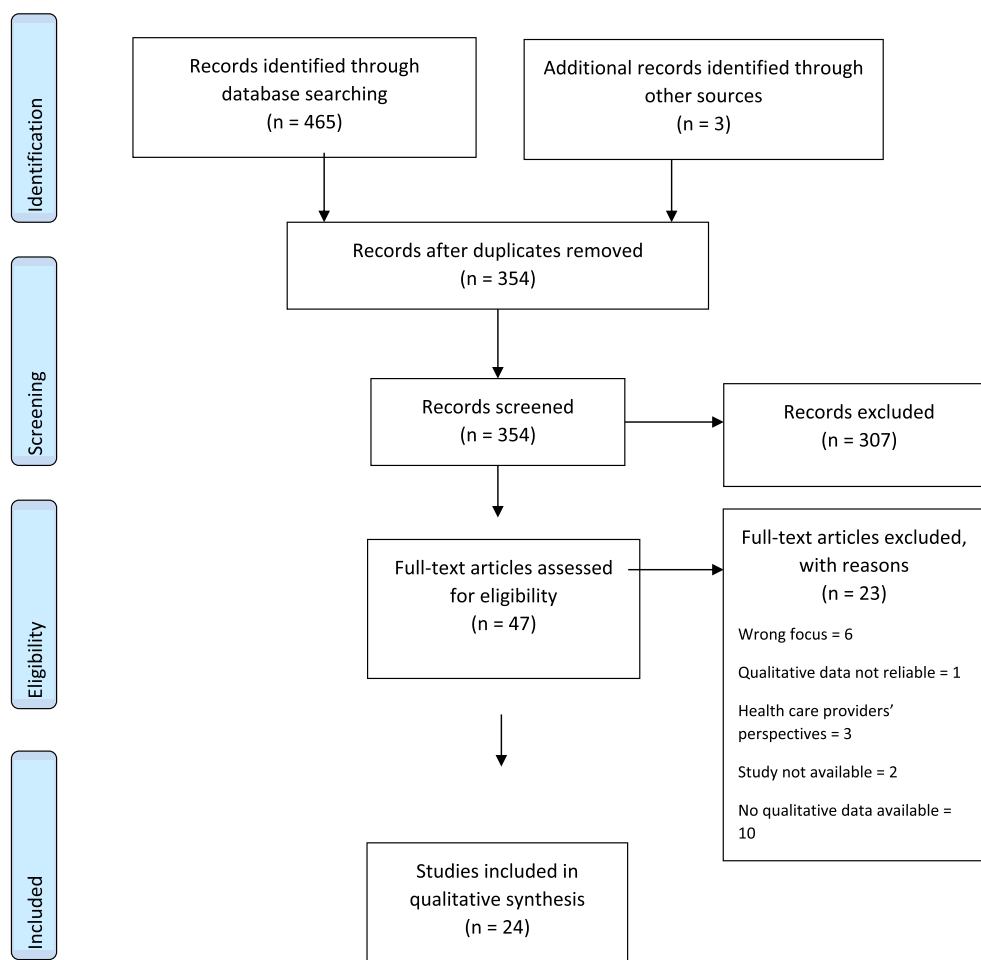 Identification
Records identified through
database searching
(n = 465)
Additional records identified through
other sources
(n = 3)
Records after duplicates removed
(n = 354)
Screening
Records screened
(n = 354)
Records excluded
(n = 307)
Eligibility
Full-text articles assessed
for eligibility
(n = 47)
Full-text articles excluded,
with reasons
(n = 23)
Wrong focus = 6
Qualitative data not reliable = 1
Health care providers’
perspectives = 3
Study not available = 2
No qualitative data available =
10
Included
Studies included in
qualitative synthesis
(n = 24)